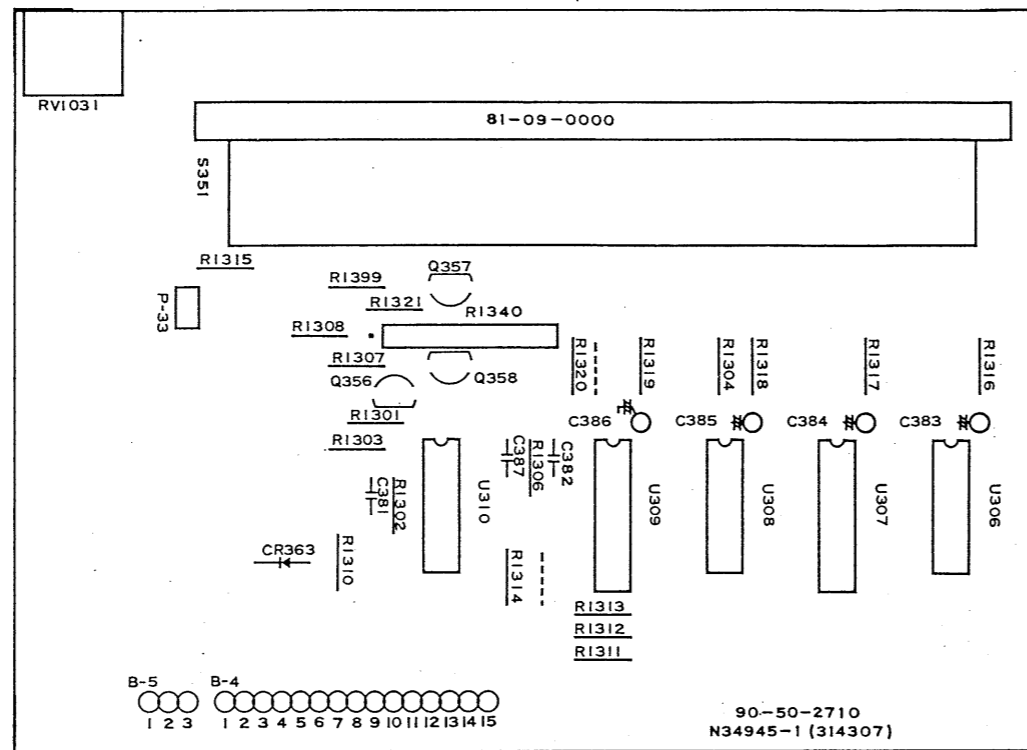 RV1031
81-09-0000
S351
R1315
P-33
R1399
Q357
R1321
R1340
R1308
R1307
Q356
Q358
R1301
R1303
R1320
R1319
R1304
R1318
R1317
R1316
C386
C385
C384
C383
C381
R1302
U310
C387
R1306
C382
U309
U308
U307
U306
CR363
R1310
R1314
R1313
R1312
R1311
B-5
B-4
1 2 3
1 2 3 4 5 6 7 8 9 10 11 12 13 14 15
90-50-2710
N34945-1 (314307)